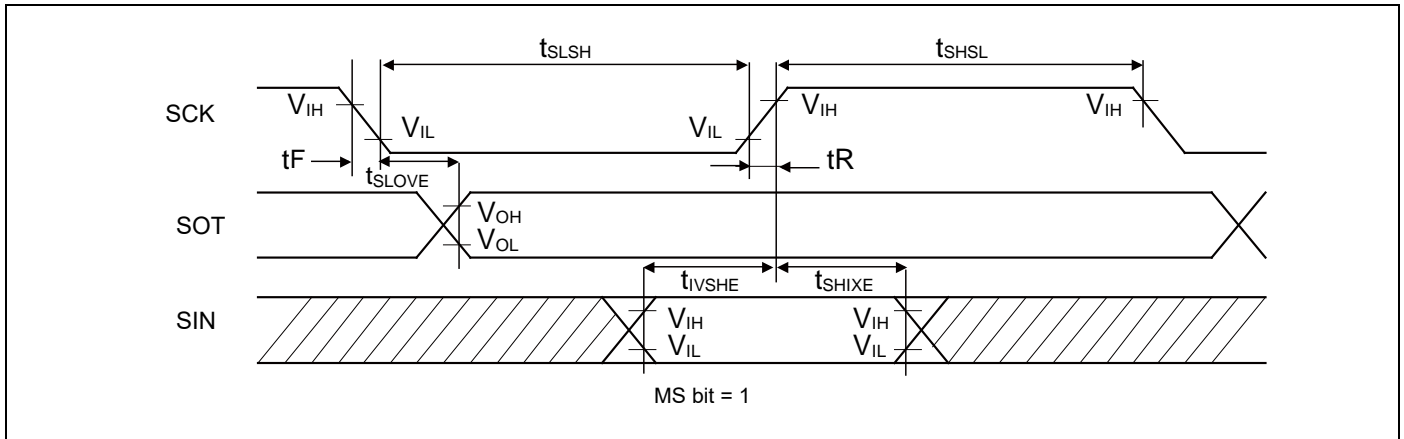 tSLSH
tSHSL
SCK
VIH
VIL
VIL
VIH
VIH
tF
tSLOVE
tR
SOT
VOH
VOL
tIVSHE
tSHIXE
SIN
VIH
VIL
VIH
VIL
MS bit = 1